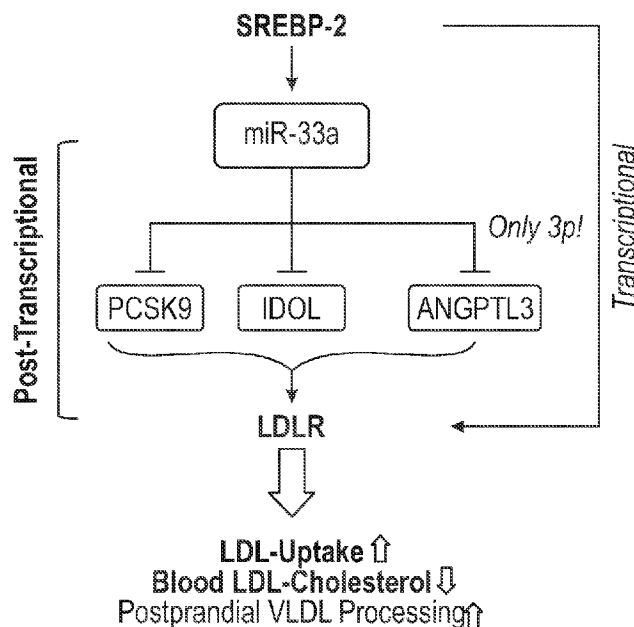 SREBP-2
miR-33a
Post-Transcriptional
Only 3p!
Transcriptional
PCSK9
IDOL
ANGPTL3
LDLR
LDL-Uptake⇧
Blood LDL-Cholesterol⇩
Postprandial VLDL Processing⇧